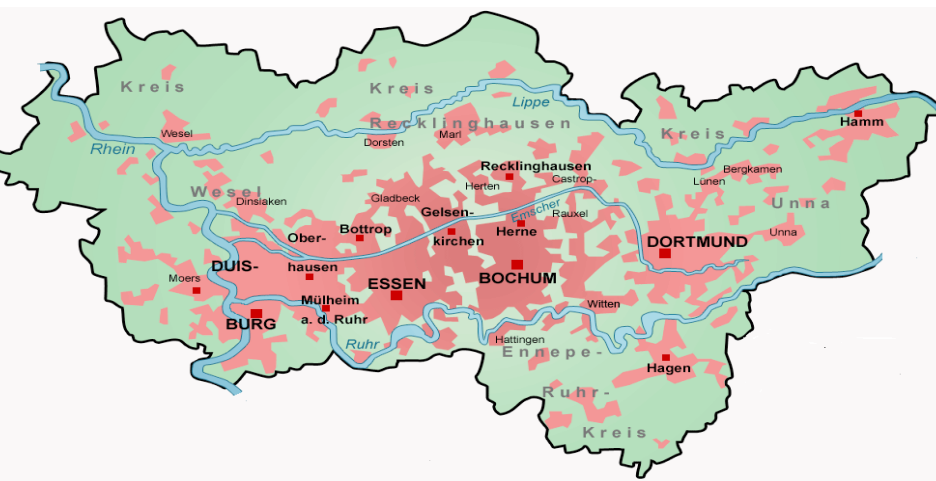 Kreis
Kreis
Lippe
Recklinghausen
Hamm
Rhein
Wesel
Dorsten
Marl
Kreis
Recklinghausen
Castrop-
Rauxel
Herten
Lünen
Bergkamen
Wesel
Dinsiaken
Gladbeck
Gelsen-
kirchen
Emscher
Unna
Unna
Ober-
hausen
Bottrop
Herne
DORTMUND
DUIS-
BURG
Moers
ESSEN
BOCHUM
Mülheim
a. d. Ruhr
Witten
Ruhr
Hattingen
Ennepe-
Ruhr-
Kreis
Hagen